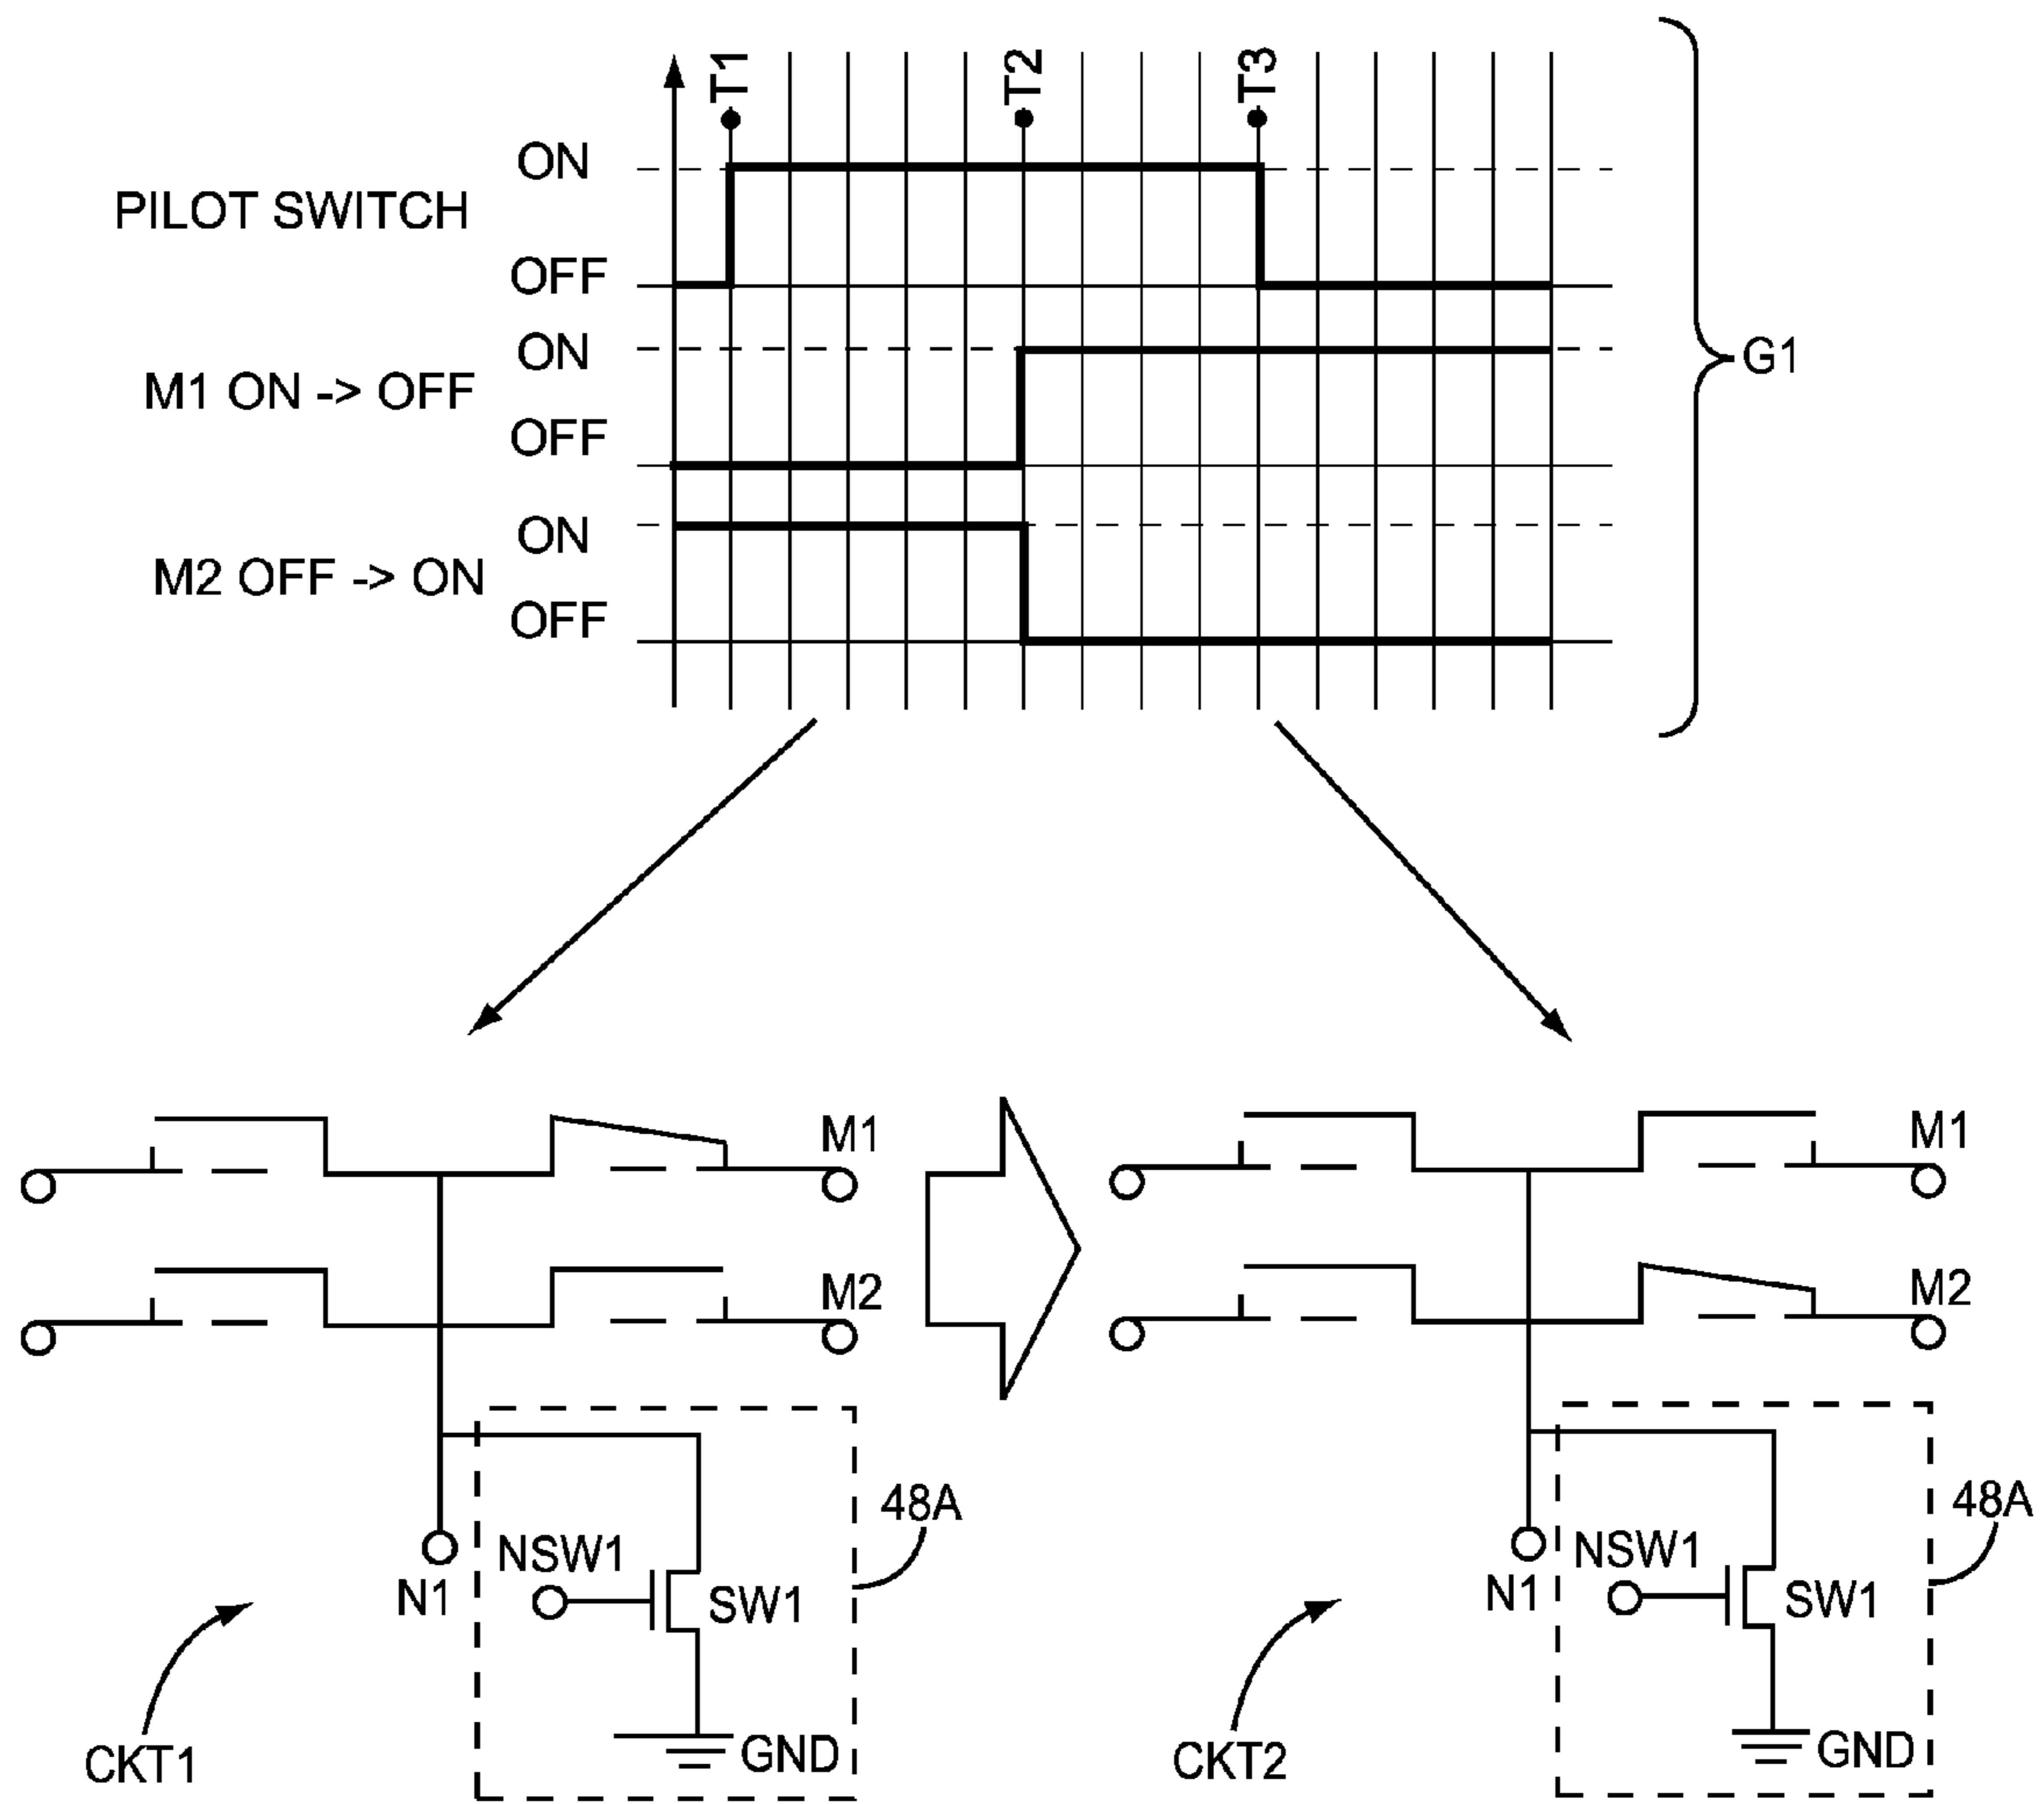 T1 T2 T3
ON
PILOT SWITCH
OFF
G1
ON
M1 ON -> OFF
OFF
ON
M2 OFF -> ON
OFF
M1
M2
48A
NSW1
N1
SW1
GND
CKT1
M1
M2
48A
NSW1
N1
SW1
GND
CKT2